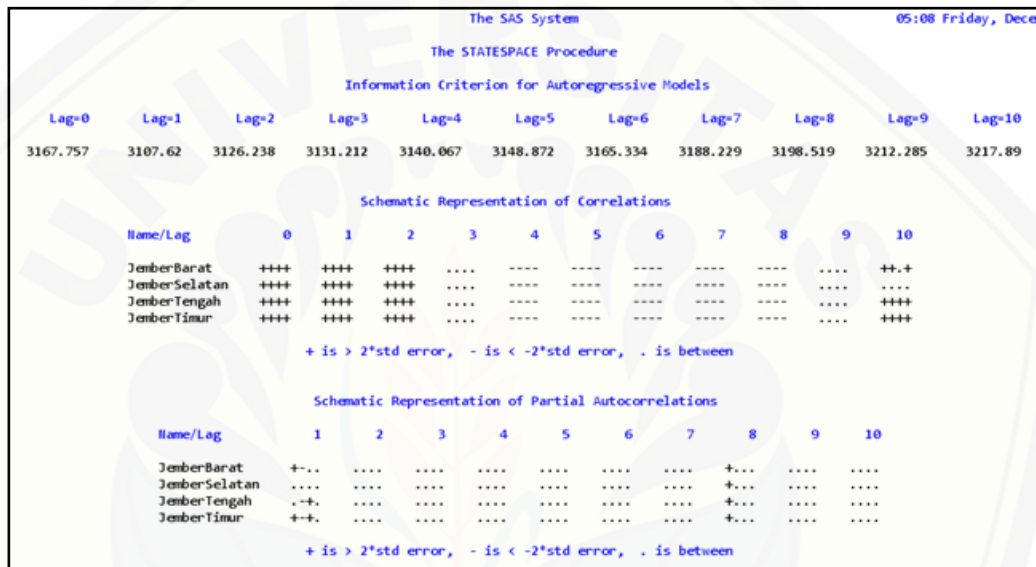 The SAS System 05:08 Friday, Dece
The STATESPACE Procedure
Information Criterion for Autoregressive Models
Lag=0 Lag=1 Lag=2 Lag=3 Lag=4 Lag=5 Lag=6 Lag=7 Lag=8 Lag=9 Lag=10
3167.757 3107.62 3126.238 3131.212 3140.067 3148.872 3165.334 3188.229 3198.519 3212.285 3217.89
Schematic Representation of Correlations
Name/Lag 0 1 2 3 4 5 6 7 8 9 10
JemberBarat ++++ ++++ ++++ .... ---- ---- ---- ---- ---- .... ++.+
JemberSelatan ++++ ++++ ++++ .... ---- ---- ---- ---- ---- .... ....
JemberTengah ++++ ++++ ++++ .... ---- ---- ---- ---- ---- .... ++++
JemberTimur ++++ ++++ ++++ .... ---- ---- ---- ---- ---- .... ++++
+ is > 2*std error, - is < -2*std error, . is between
Schematic Representation of Partial Autocorrelations
Name/Lag 1 2 3 4 5 6 7 8 9 10
JemberBarat +-.. .... .... .... .... .... .... +... .... ....
JemberSelatan .... .... .... .... .... .... .... +... .... ....
JemberTengah .-+. .... .... .... .... .... .... +... .... ....
JemberTimur +-+. .... .... .... .... .... .... +... .... ....
+ is > 2*std error, - is < -2*std error, . is between
UNIVERSITAS